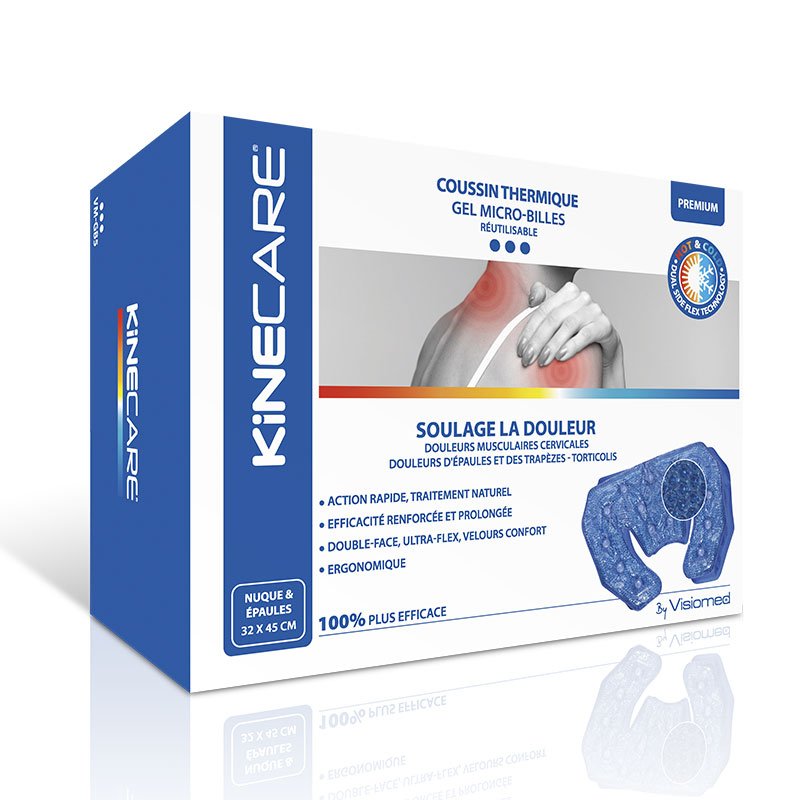 VM-GB5
KINECARE®
KINECARE®
NUQUE &
ÉPAULES
32 X 45 CM
COUSSIN THERMIQUE
GEL MICRO-BILLES
RÉUTILISABLE
PREMIUM
HOT & COLD
DUAL SIDE FLEX TECHNOLOGY
SOULAGE LA DOULEUR
DOULEURS MUSCULAIRES CERVICALES
DOULEURS D'ÉPAULES ET DES TRAPÈZES - TORTICOLIS
• ACTION RAPIDE, TRAITEMENT NATUREL
• EFFICACITÉ RENFORCÉE ET PROLONGÉE
• DOUBLE-FACE, ULTRA-FLEX, VELOURS CONFORT
• ERGONOMIQUE
100% PLUS EFFICACE
By Visiomed